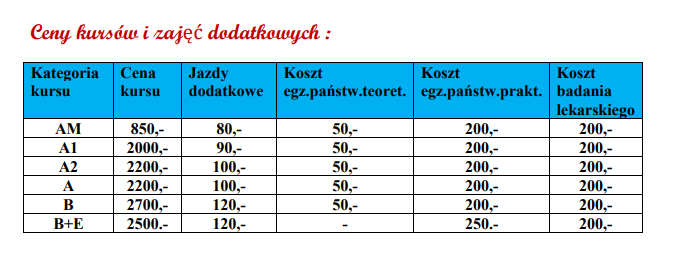 Ceny kursów i zajęć dodatkowych :
Kategoria kursu Cena kursu Jazdy dodatkowe Koszt egz.państw.teoret. Koszt egz.państw.prakt. Koszt badania lekarskiego
AM 850,- 80,- 50,- 200,- 200,-
A1 2000,- 90,- 50,- 200,- 200,-
A2 2200,- 100,- 50,- 200,- 200,-
A 2200,- 100,- 50,- 200,- 200,-
B 2700,- 120,- 50,- 200,- 200,-
B+E 2500.- 120,- - 250.- 200,-